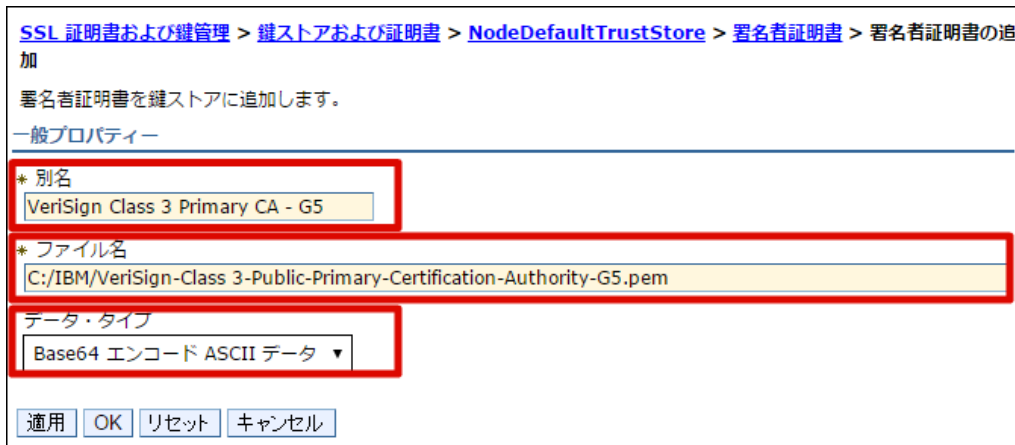 SSL 証明書および鍵管理 > 鍵ストアおよび証明書 > NodeDefaultTrustStore > 署名者証明書 > 署名者証明書の追
加
署名者証明書を鍵ストアに追加します。
一般プロパティー
* 別名
VeriSign Class 3 Primary CA - G5
* ファイル名
C:/IBM/VeriSign-Class 3-Public-Primary-Certification-Authority-G5.pem
データ・タイプ
Base64 エンコード ASCII データ ▼
適用 OK リセット キャンセル